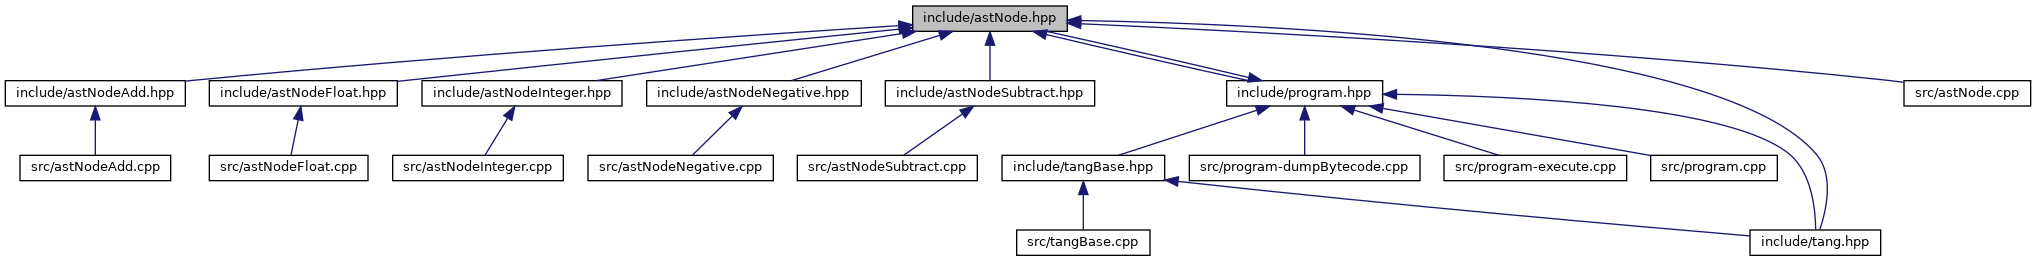 include/astNode.hpp
include/astNodeAdd.hpp
include/astNodeFloat.hpp
include/astNodeInteger.hpp
include/astNodeNegative.hpp
include/astNodeSubtract.hpp
include/program.hpp
src/astNode.cpp
src/astNodeAdd.cpp
src/astNodeFloat.cpp
src/astNodeInteger.cpp
src/astNodeNegative.cpp
src/astNodeSubtract.cpp
include/tangBase.hpp
src/program-dumpBytecode.cpp
src/program-execute.cpp
src/program.cpp
src/tangBase.cpp
include/tang.hpp